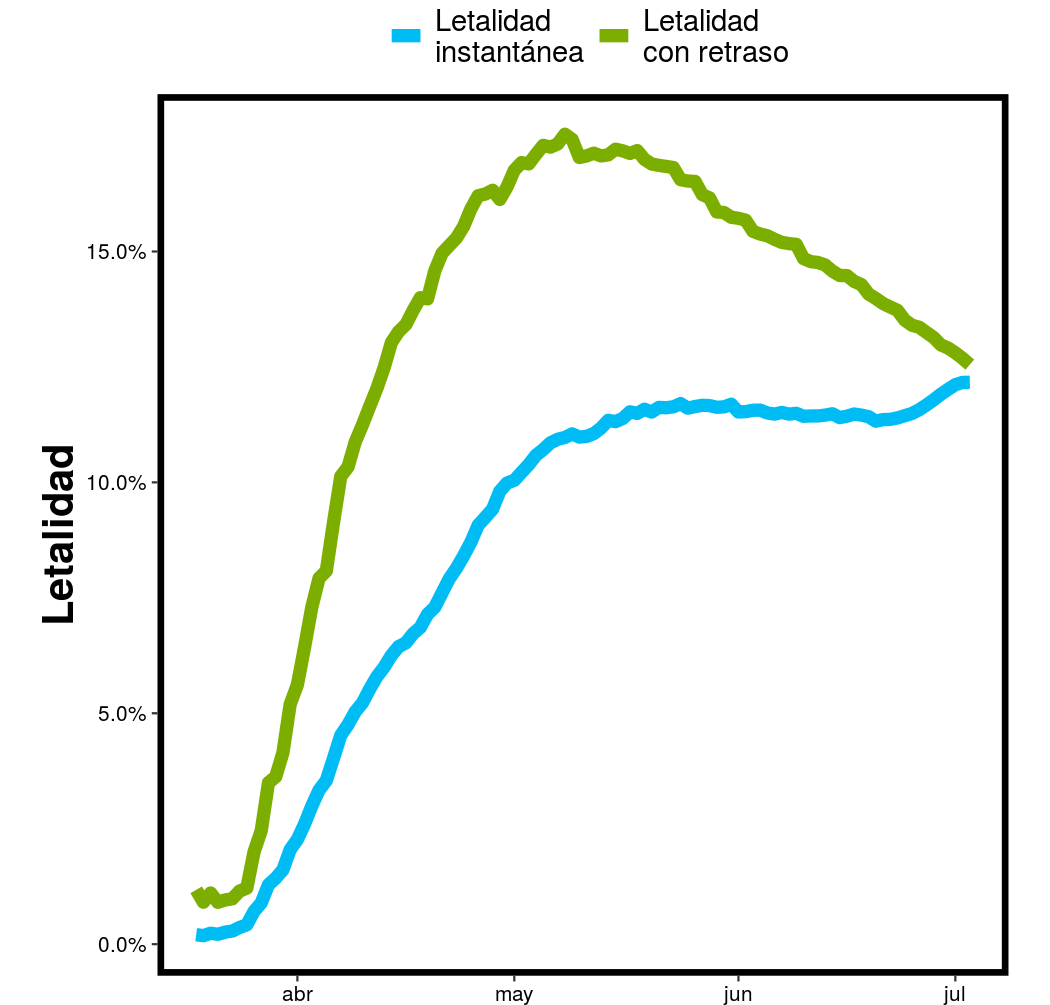 Letalidad
instantánea
Letalidad
con retraso
Letalidad
15.0%
10.0%
5.0%
0.0%
abr
may
jun
jul